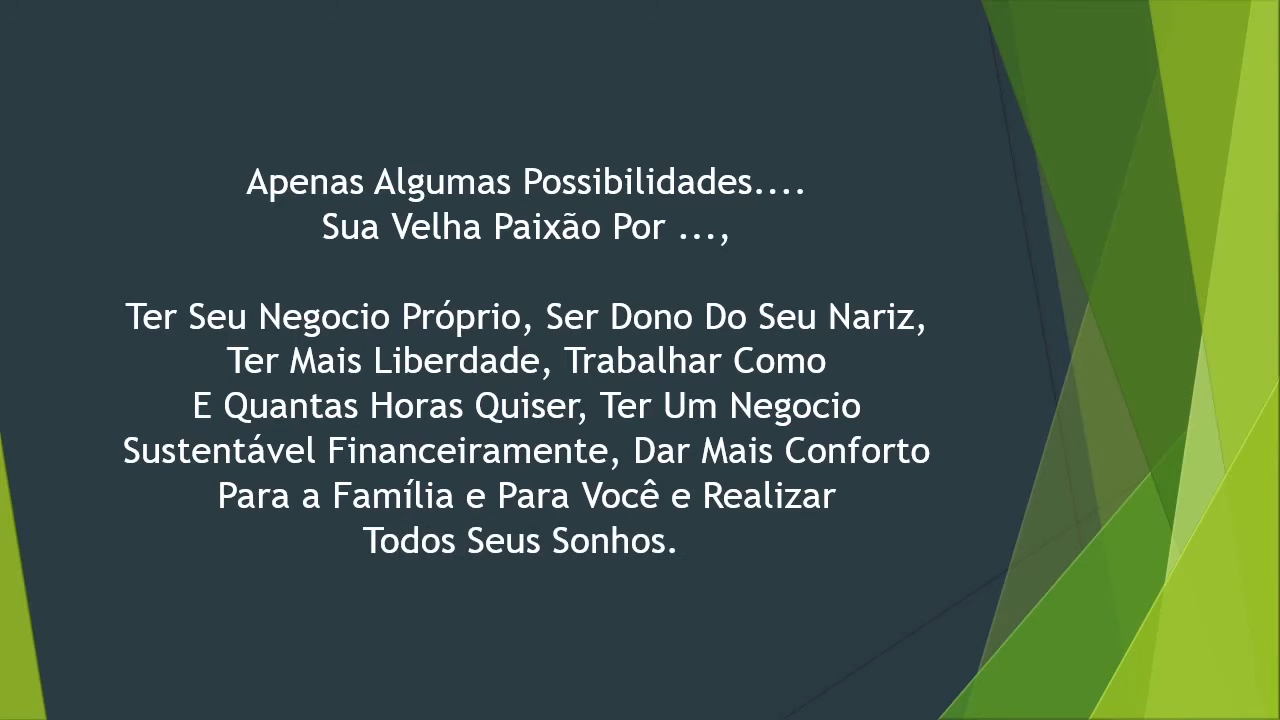 Apenas Algumas Possibilidades....
Sua Velha Paixão Por ...,
Ter Seu Negocio Próprio, Ser Dono Do Seu Nariz,
Ter Mais Liberdade, Trabalhar Como
E Quantas Horas Quiser, Ter Um Negocio
Sustentável Financeiramente, Dar Mais Conforto
Para a Família e Para Você e Realizar
Todos Seus Sonhos.